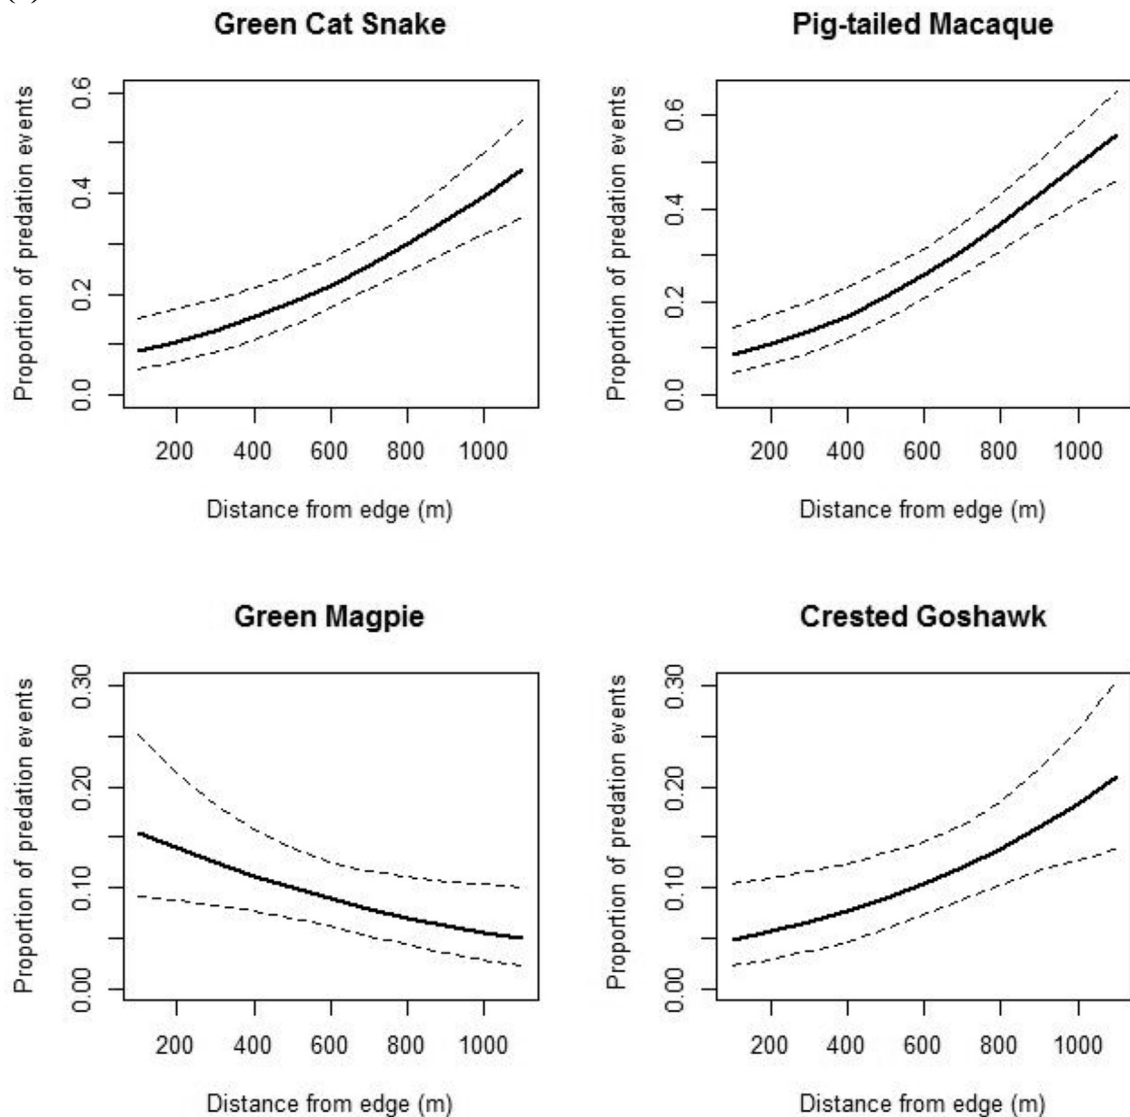 Green Cat Snake
Proportion of predation events
0.0 0.2 0.4 0.6
200 400 600 800 1000
Distance from edge (m)
Pig-tailed Macaque
Proportion of predation events
0.0 0.2 0.4 0.6
200 400 600 800 1000
Distance from edge (m)
Green Magpie
Proportion of predation events
0.00 0.10 0.20 0.30
200 400 600 800 1000
Distance from edge (m)
Crested Goshawk
Proportion of predation events
0.00 0.10 0.20 0.30
200 400 600 800 1000
Distance from edge (m)